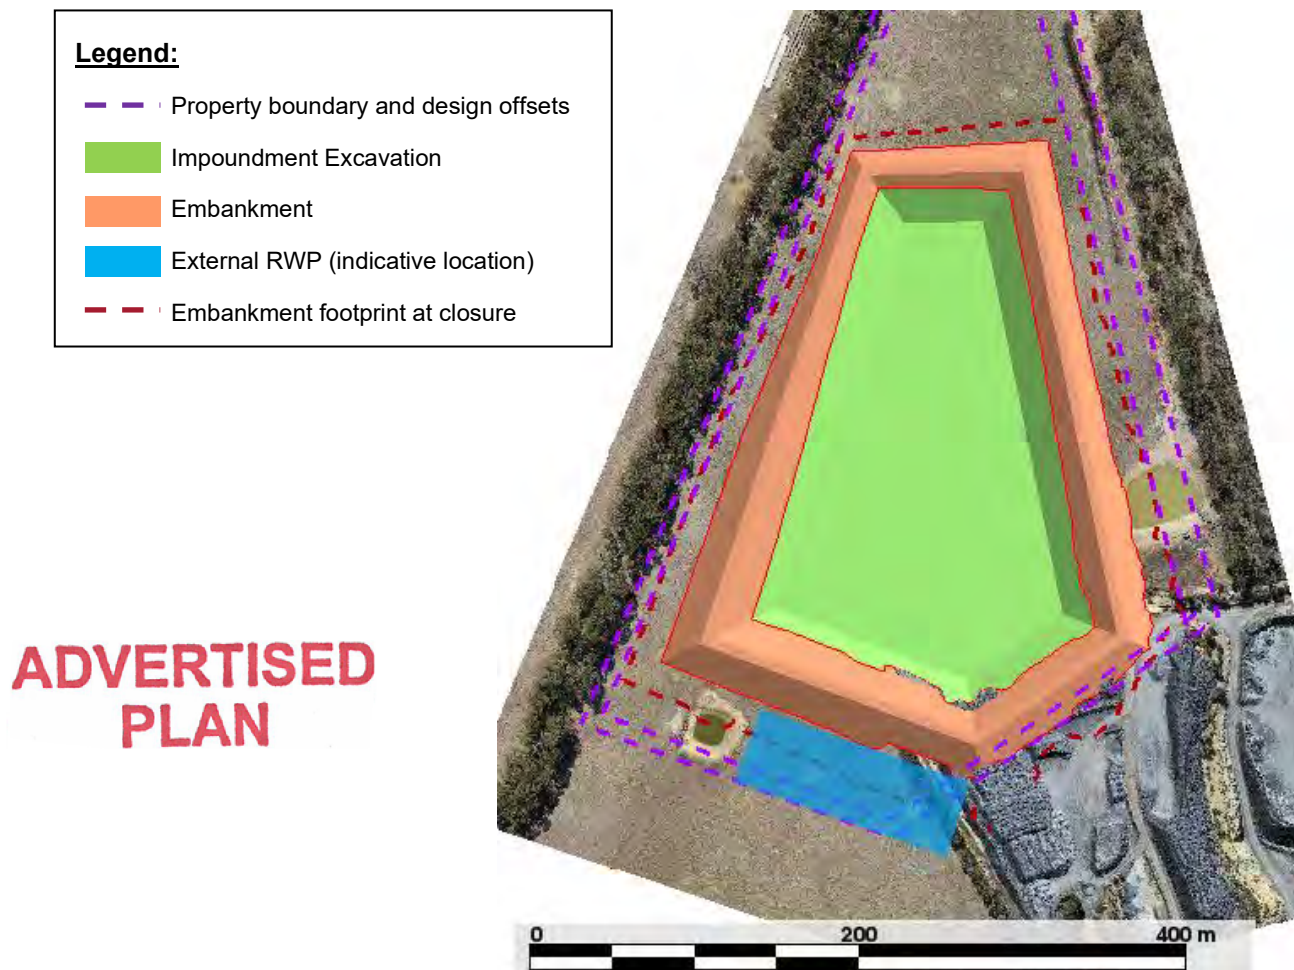 Legend:
Property boundary and design offsets
Impoundment Excavation
Embankment
External RWP (indicative location)
Embankment footprint at closure
ADVERTISED
PLAN
0 200 400 m